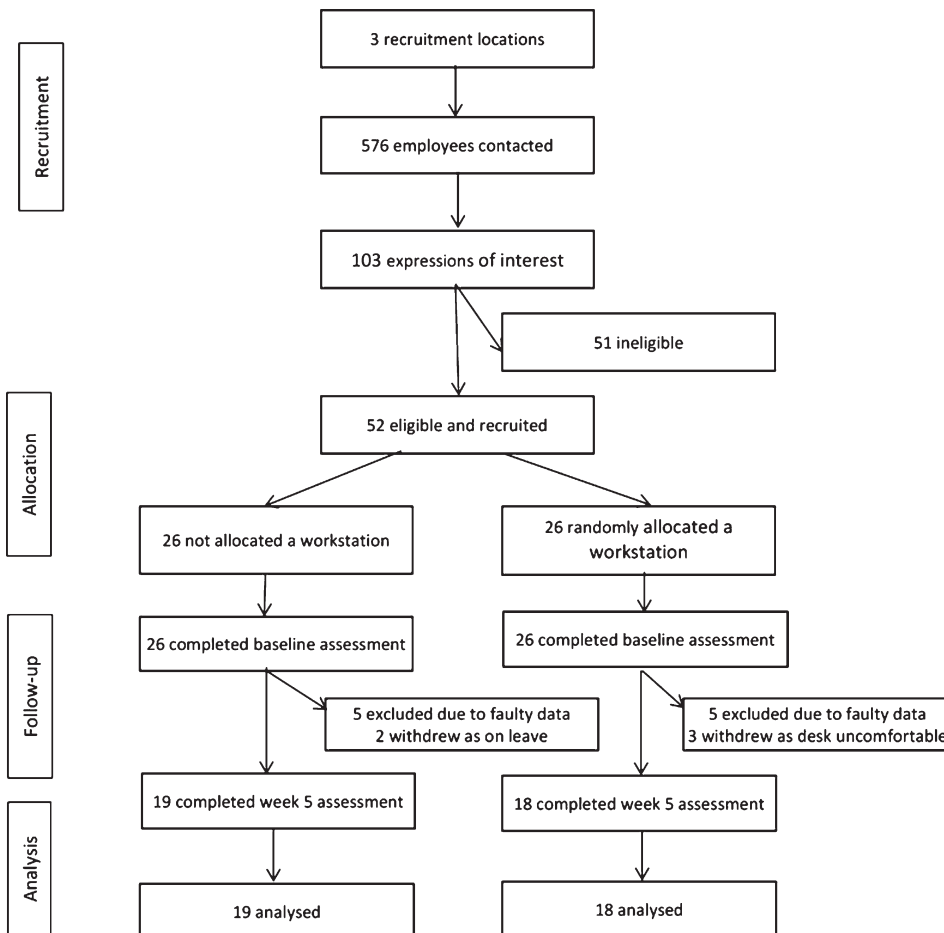 Recruitment
3 recruitment locations
576 employees contacted
103 expressions of interest
51 ineligible
Allocation
52 eligible and recruited
26 not allocated a workstation
26 randomly allocated a
workstation
Follow-up
26 completed baseline assessment
26 completed baseline assessment
5 excluded due to faulty data
2 withdrew as on leave
5 excluded due to faulty data
3 withdrew as desk uncomfortable
19 completed week 5 assessment
18 completed week 5 assessment
Analysis
19 analysed
18 analysed